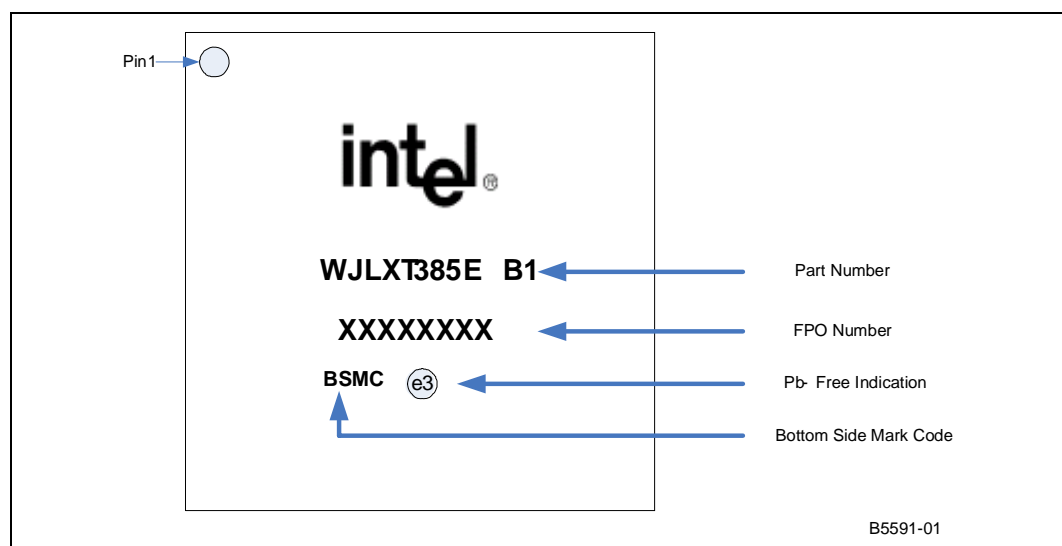 Pin1
intel®
WJLXT385E B1
Part Number
XXXXXXXX
FPO Number
BSMC e3
Pb- Free Indication
Bottom Side Mark Code
B5591-01